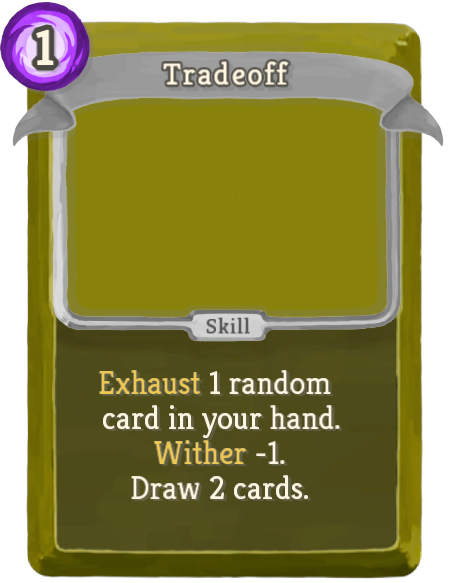 1
Tradeoff
Skill
Exhaust 1 random
card in your hand.
Wither -1.
Draw 2 cards.